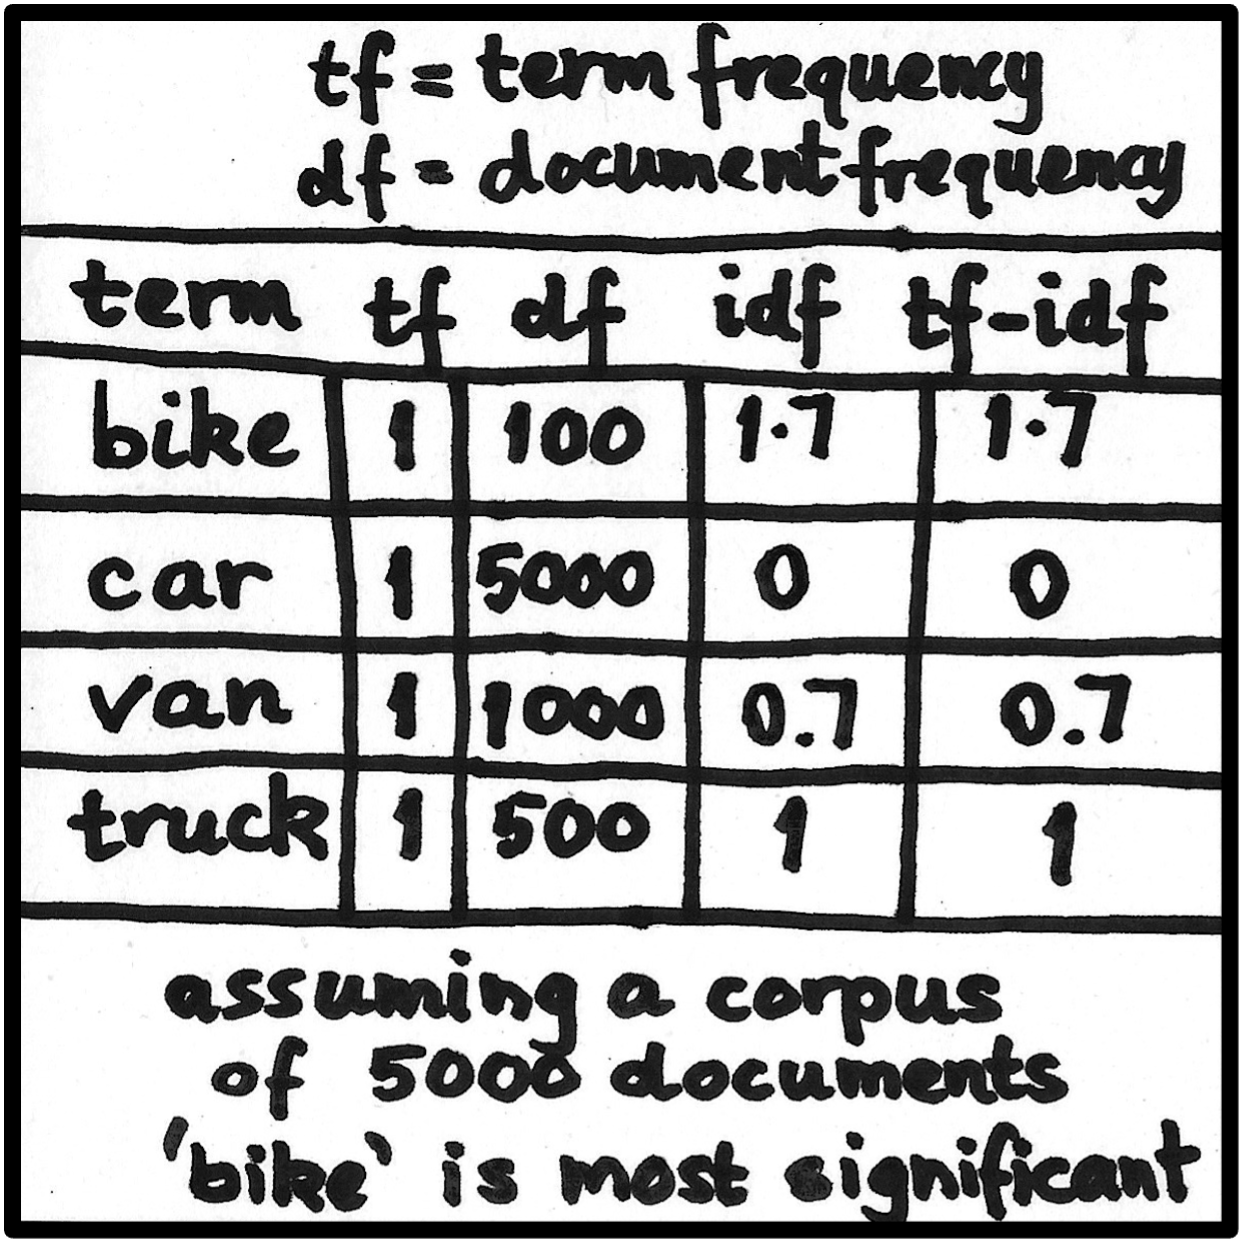 tf = term frequency
df = document frequency
term tf df idf tf-idf
bike 1 100 1.7 1.7
car 1 5000 0 0
van 1 1000 0.7 0.7
truck 1 500 1 1
assuming a corpus
of 5000 documents
'bike' is most significant